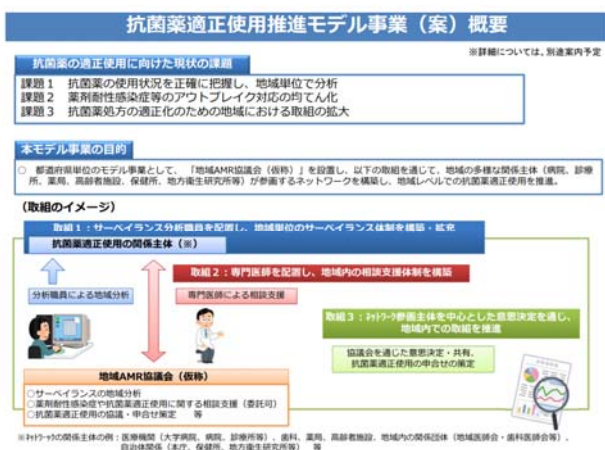 抗菌薬適正使用推進モデル事業（案）概要
※詳細については、別途案内予定
抗菌薬の適正使用に向けた現状の課題
課題１　抗菌薬の使用状況を正確に把握し、地域単位で分析
課題２　薬剤耐性感染症等のアウトブレイク対応の均てん化
課題３　抗菌薬処方の適正化のための地域における取組の拡大
本モデル事業の目的
○　都道府県単位のモデル事業として、「地域AMR協議会（仮称）」を設置し、以下の取組を通じて、地域の多様な関係主体（病院、診療
所、薬局、高齢者施設、保健所、地方衛生研究所等）が参画するネットワークを構築し、地域レベルでの抗菌薬適正使用を推進。
（取組のイメージ）
取組１：サーベイランス分析職員を配置し、地域単位のサーベイランス体制を構築・拡充
抗菌薬適正使用の関係主体（※）
取組２：専門医師を配置し、地域内の相談支援体制を構築
分析職員による地域分析
専門医師による相談支援
取組３：ﾈｯﾄﾜｰｸ参画主体を中心とした意思決定を通じ、
地域内での取組を推進
協議会を通じた意思決定・共有、
抗菌薬適正使用の申合せの策定
地域AMR協議会（仮称）
○サーベイランスの地域分析
○薬剤耐性感染症や抗菌薬適正使用に関する相談支援（委託可）
○抗菌薬適正使用の協議・申合せ策定　等
※ﾈｯﾄﾜｰｸの関係主体の例：医療機関（大学病院、病院、診療所等）、歯科、薬局、高齢者施設、地域内の関係団体（地域医師会・歯科医師会等）、
自治体関係（本庁、保健所、地方衛生研究所等）　等